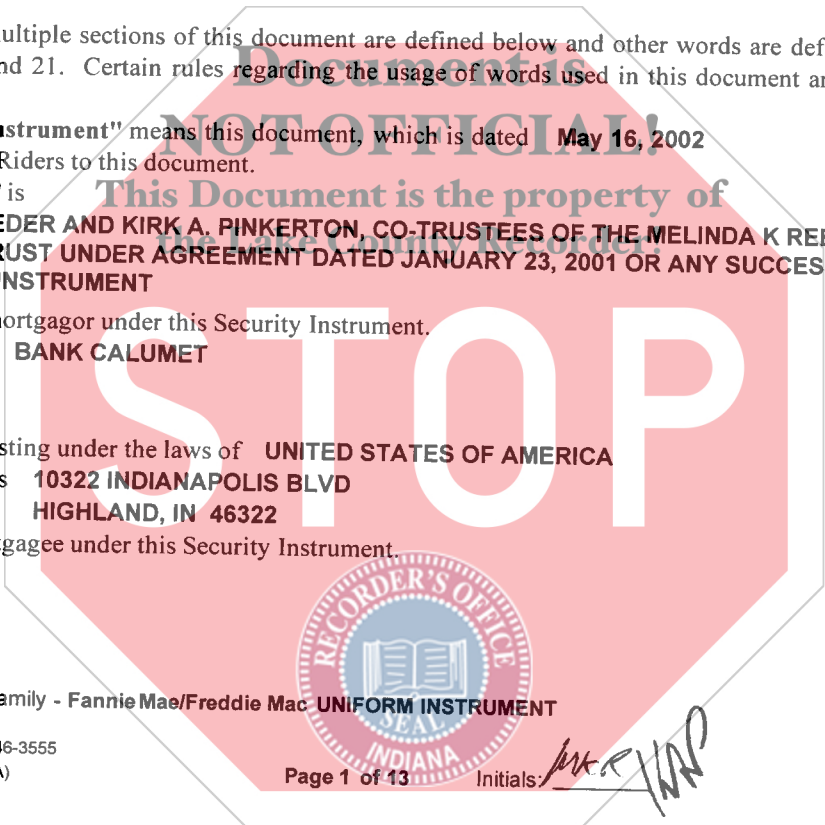 ultiple sections of this document are defined below and other words are def
nd 21. Certain rules regarding the usage of words used in this document a
Document is
nstrument" means this document, which is dated May 16, 2002
NOT OFFICIAL!
Riders to this document.
is
This Document is the property of
EDER AND KIRK A. PINKERTON, CO-TRUSTEES OF THE MELINDA K REE
the Lake County Recorder!
RUST UNDER AGREEMENT DATED JANUARY 23, 2001 OR ANY SUCCES
INSTRUMENT
ortgagor under this Security Instrument.
BANK CALUMET
STOP
sting under the laws of UNITED STATES OF AMERICA
s 10322 INDIANAPOLIS BLVD
HIGHLAND, IN 46322
gagee under this Security Instrument.
RECORDER'S OFFICE
SEAL
INDIANA
amily - Fannie Mae/Freddie Mac UNIFORM INSTRUMENT
46-3555
A)
Page 1 of 13 Initials: MKR KAP